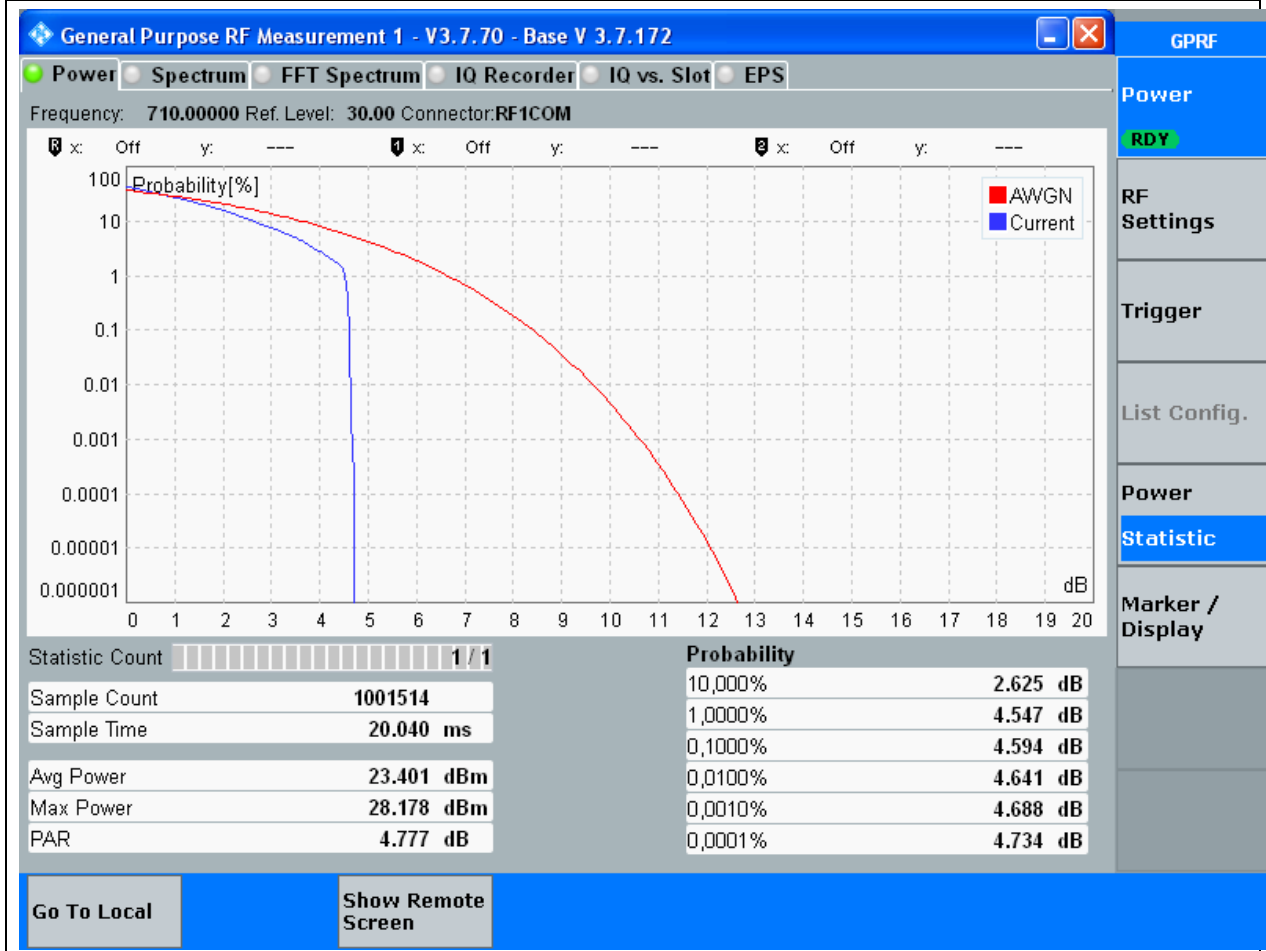 General Purpose RF Measurement 1 - V3.7.70 - Base V 3.7.172
GPRF
Power Spectrum FFT Spectrum IQ Recorder IQ vs. Slot EPS
Frequency: 710.00000 Ref. Level: 30.00 Connector:RF1COM
R x: Off y: --- 1 x: Off y: --- 2 x: Off y: ---
Probability[%]
100
10
1
0.1
0.01
0.001
0.0001
0.00001
0.000001
AWGN
Current
dB
0 1 2 3 4 5 6 7 8 9 10 11 12 13 14 15 16 17 18 19 20
Statistic Count 1 / 1
Sample Count 1001514
Sample Time 20.040 ms
Avg Power 23.401 dBm
Max Power 28.178 dBm
PAR 4.777 dB
Probability
10,000% 2.625 dB
1,0000% 4.547 dB
0,1000% 4.594 dB
0,0100% 4.641 dB
0,0010% 4.688 dB
0,0001% 4.734 dB
Power
RDY
RF
Settings
Trigger
List Config.
Power
Statistic
Marker /
Display
Go To Local
Show Remote
Screen